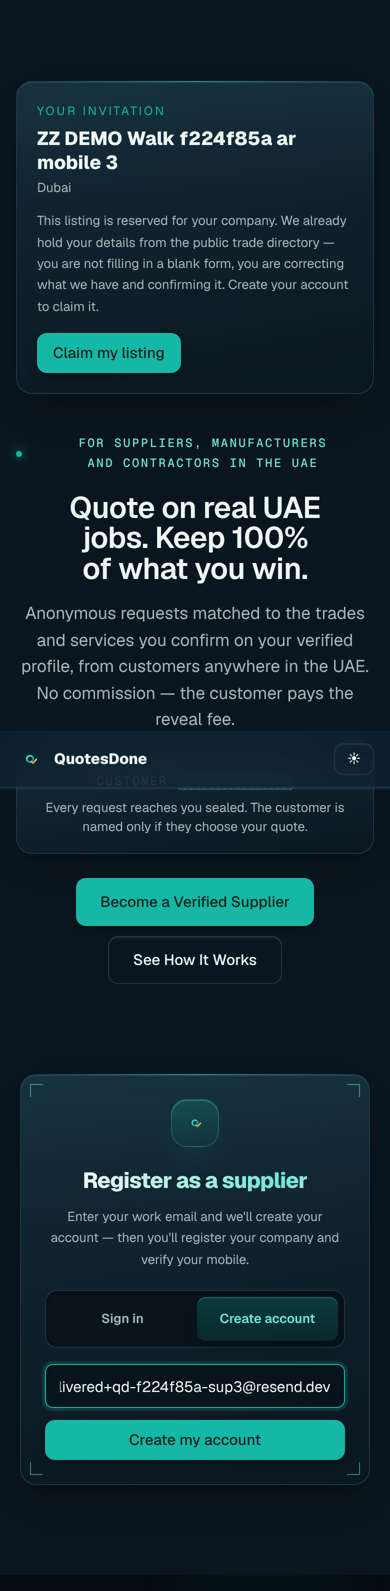 YOUR INVITATION
ZZ DEMO Walk f224f85a ar
mobile 3
Dubai
This listing is reserved for your company. We already
hold your details from the public trade directory —
you are not filling in a blank form, you are correcting
what we have and confirming it. Create your account
to claim it.
Claim my listing
FOR SUPPLIERS, MANUFACTURERS
AND CONTRACTORS IN THE UAE
Quote on real UAE
jobs. Keep 100%
of what you win.
Anonymous requests matched to the trades
and services you confirm on your verified
profile, from customers anywhere in the UAE.
No commission — the customer pays the
reveal fee.
QuotesDone
CUSTOMER
Every request reaches you sealed. The customer is
named only if they choose your quote.
Become a Verified Supplier
See How It Works
Register as a supplier
Enter your work email and we'll create your
account — then you'll register your company and
verify your mobile.
Sign in
Create account
livered+qd-f224f85a-sup3@resend.dev
Create my account